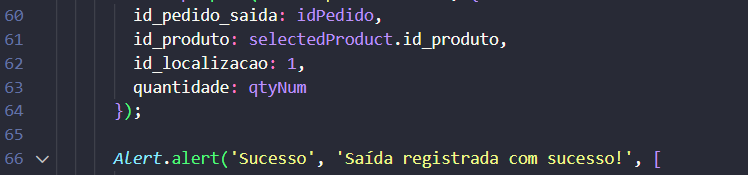 60 id_pedido_saida: idPedido,
61 id_produto: selectedProduct.id_produto,
62 id_localizacao: 1,
63 quantidade: qtyNum
64 });
65
66 Alert.alert('Sucesso', 'Saída registrada com sucesso!', [